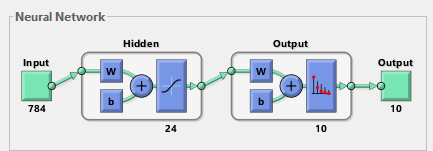 Neural Network
Hidden Output
Input Output
W W
b b
784 10
24 10